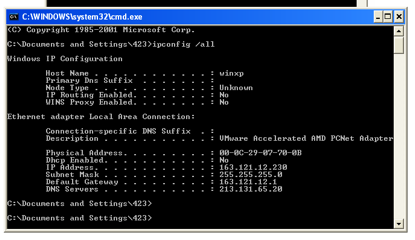 C:\WINDOWS\system32\cmd.exe
(C) Copyright 1985-2001 Microsoft Corp.
C:\Documents and Settings\423>ipconfig /all
Windows IP Configuration
Host Name . . . . . . . . . . . . : winxp
Primary Dns Suffix . . . . . . . :
Node Type . . . . . . . . . . . . : Unknown
IP Routing Enabled. . . . . . . . : No
WINS Proxy Enabled. . . . . . . . : No
Ethernet adapter Local Area Connection:
Connection-specific DNS Suffix . :
Description . . . . . . . . . . . : VMware Accelerated AMD PCNet Adapter
Physical Address. . . . . . . . . : 00-0C-29-07-70-0B
Dhcp Enabled. . . . . . . . . . . : No
IP Address. . . . . . . . . . . . : 163.121.12.230
Subnet Mask . . . . . . . . . . . : 255.255.255.0
Default Gateway . . . . . . . . . : 163.121.12.1
DNS Servers . . . . . . . . . . . : 213.131.65.20
C:\Documents and Settings\423>
C:\Documents and Settings\423>